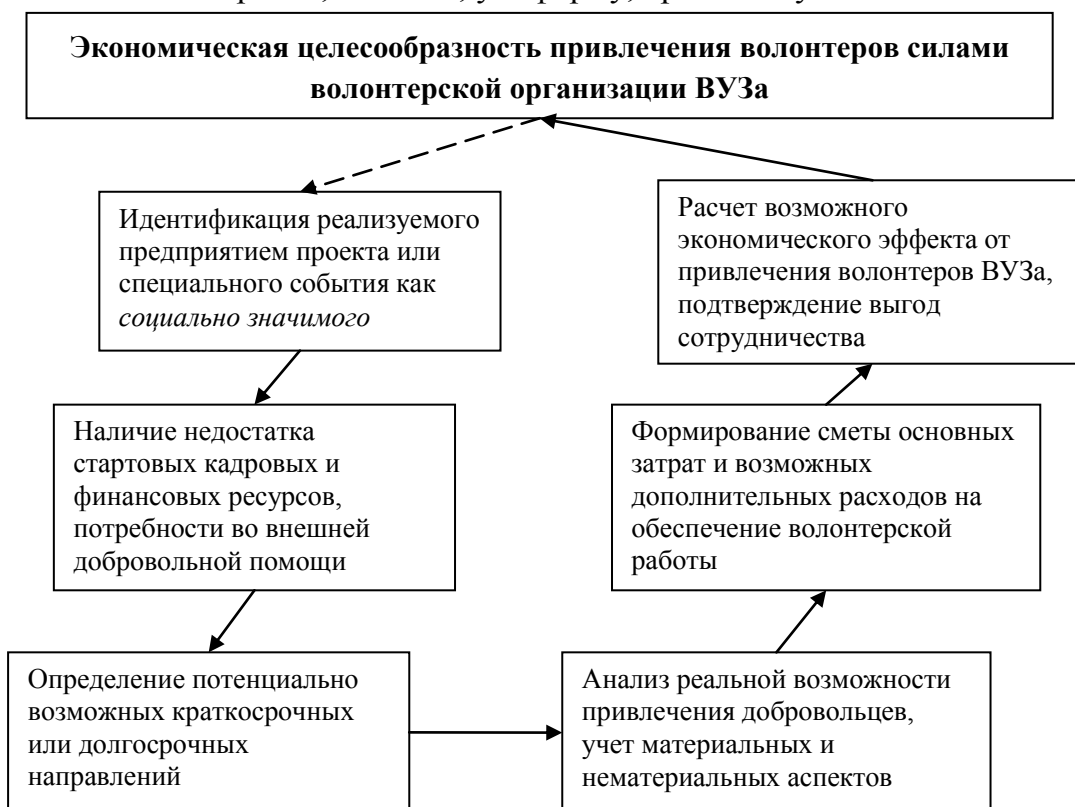 Экономическая целесообразность привлечения волонтеров силами
волонтерской организации ВУЗа
Идентификация реализуемого
предприятием проекта или
специального события как
социально значимого
Наличие недостатка
стартовых кадровых и
финансовых ресурсов,
потребности во внешней
добровольной помощи
Определение потенциально
возможных краткосрочных
или долгосрочных
направлений
Анализ реальной возможности
привлечения добровольцев,
учет материальных и
нематериальных аспектов
Формирование сметы основных
затрат и возможных
дополнительных расходов на
обеспечение волонтерской
работы
Расчет возможного
экономического эффекта от
привлечения волонтеров ВУЗа,
подтверждение выгод
сотрудничества